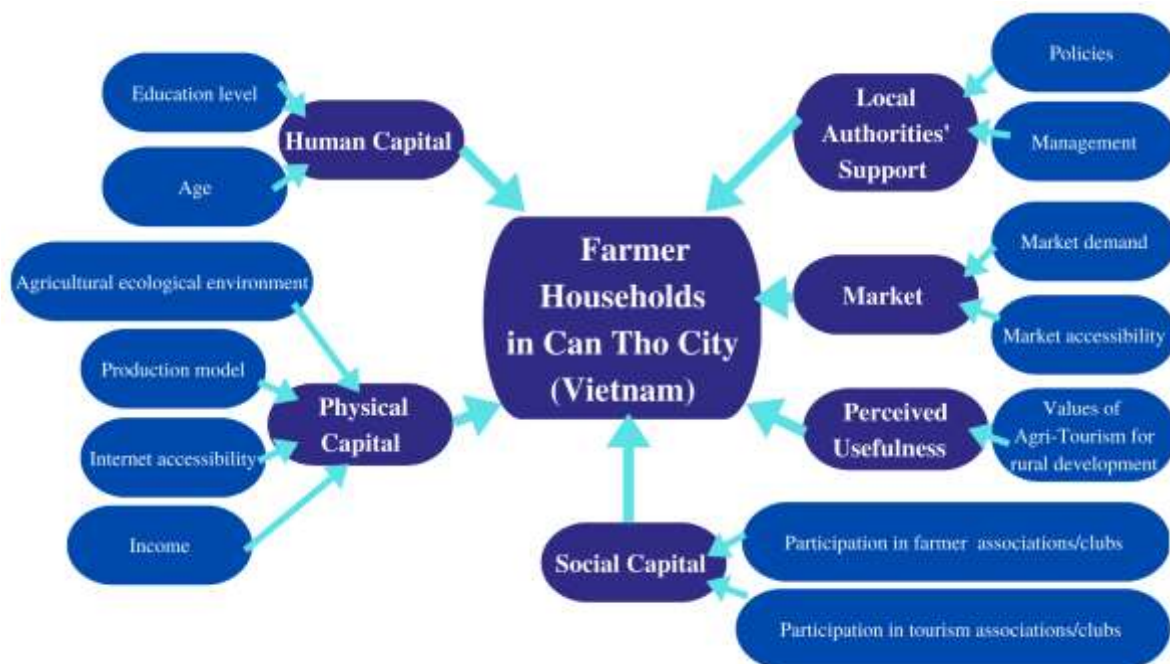 Education level
Age
Human Capital
Agricultural ecological environment
Production model
Internet accessibility
Income
Physical
Capital
Farmer
Households
in Can Tho City
(Vietnam)
Local
Authorities'
Support
Policies
Management
Market
Market demand
Market accessibility
Perceived
Usefulness
Values of
Agri-Tourism for
rural development
Social Capital
Participation in farmer associations/clubs
Participation in tourism associations/clubs